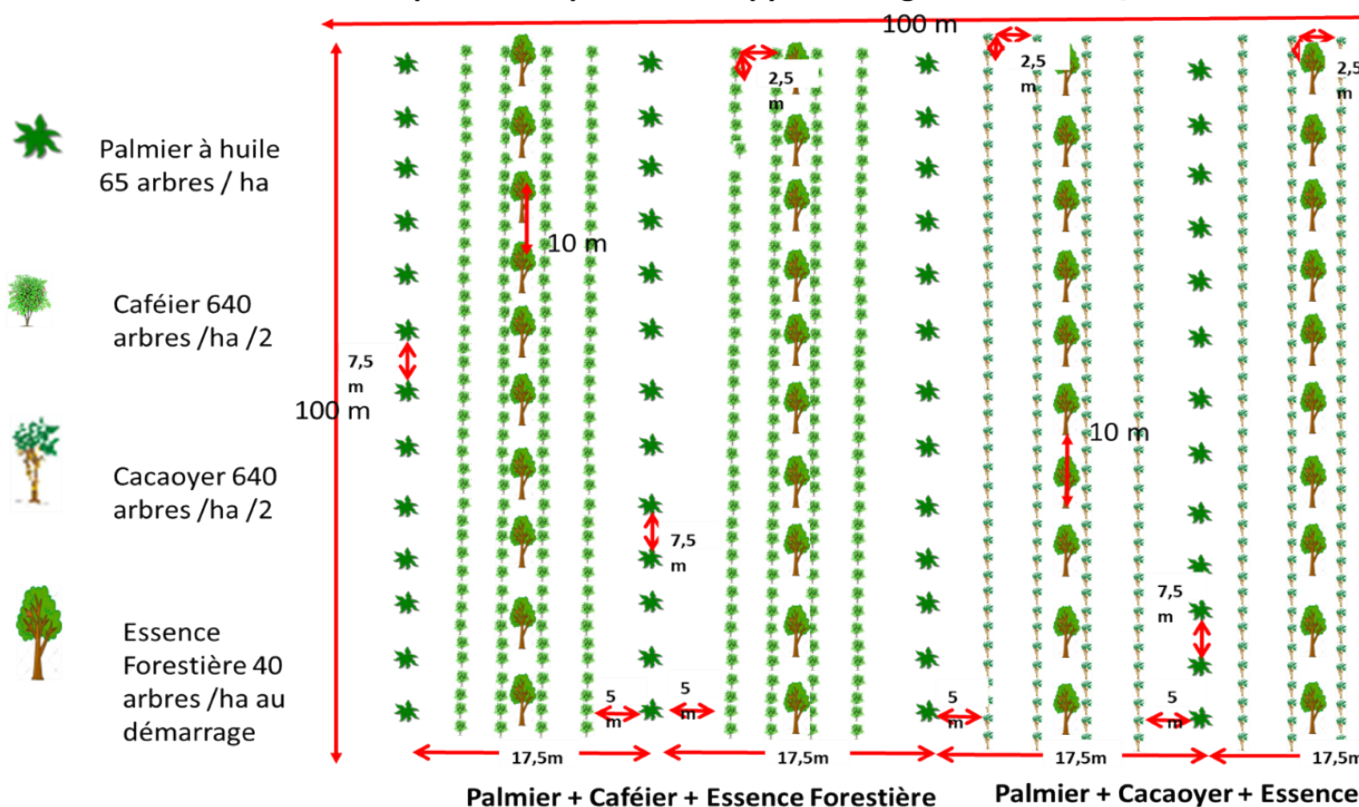 100 m
Palmier à huile
65 arbres / ha
Caféier 640
arbres /ha /2
Cacaoyer 640
arbres /ha /2
Essence
Forestière 40
arbres /ha au
démarrage
100 m
2,5
m
2,5
m
2,5
m
10 m
7,5
m
10 m
7,5
m
7,5
m
5
m
5
m
5
m
5
m
17,5m
17,5m
17,5m
17,5m
Palmier + Caféier + Essence Forestière
Palmier + Cacaoyer + Essence